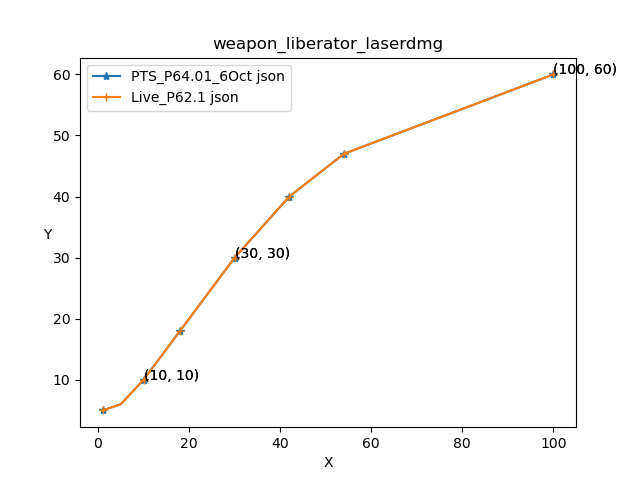 weapon_liberator_laserdmg
PTS_P64.01_6Oct json
Live_P62.1 json
(100, 60)
(30, 30)
(10, 10)
60
50
40
30
20
10
Y
0 20 40 60 80 100
X